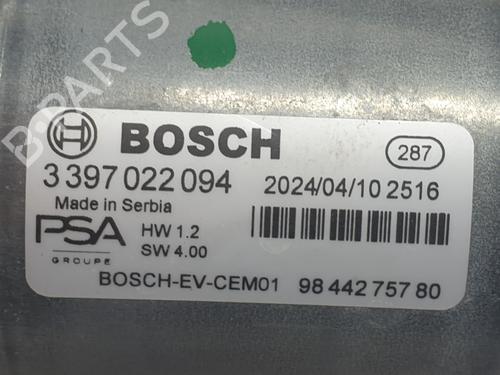 B-PARTS
BOSCH
287
3 397 022 094
2024/04/10 2516
Made in Serbia
PSA
GROUPE
HW 1.2
SW 4.00
BOSCH-EV-CEM01
98 442 757 80